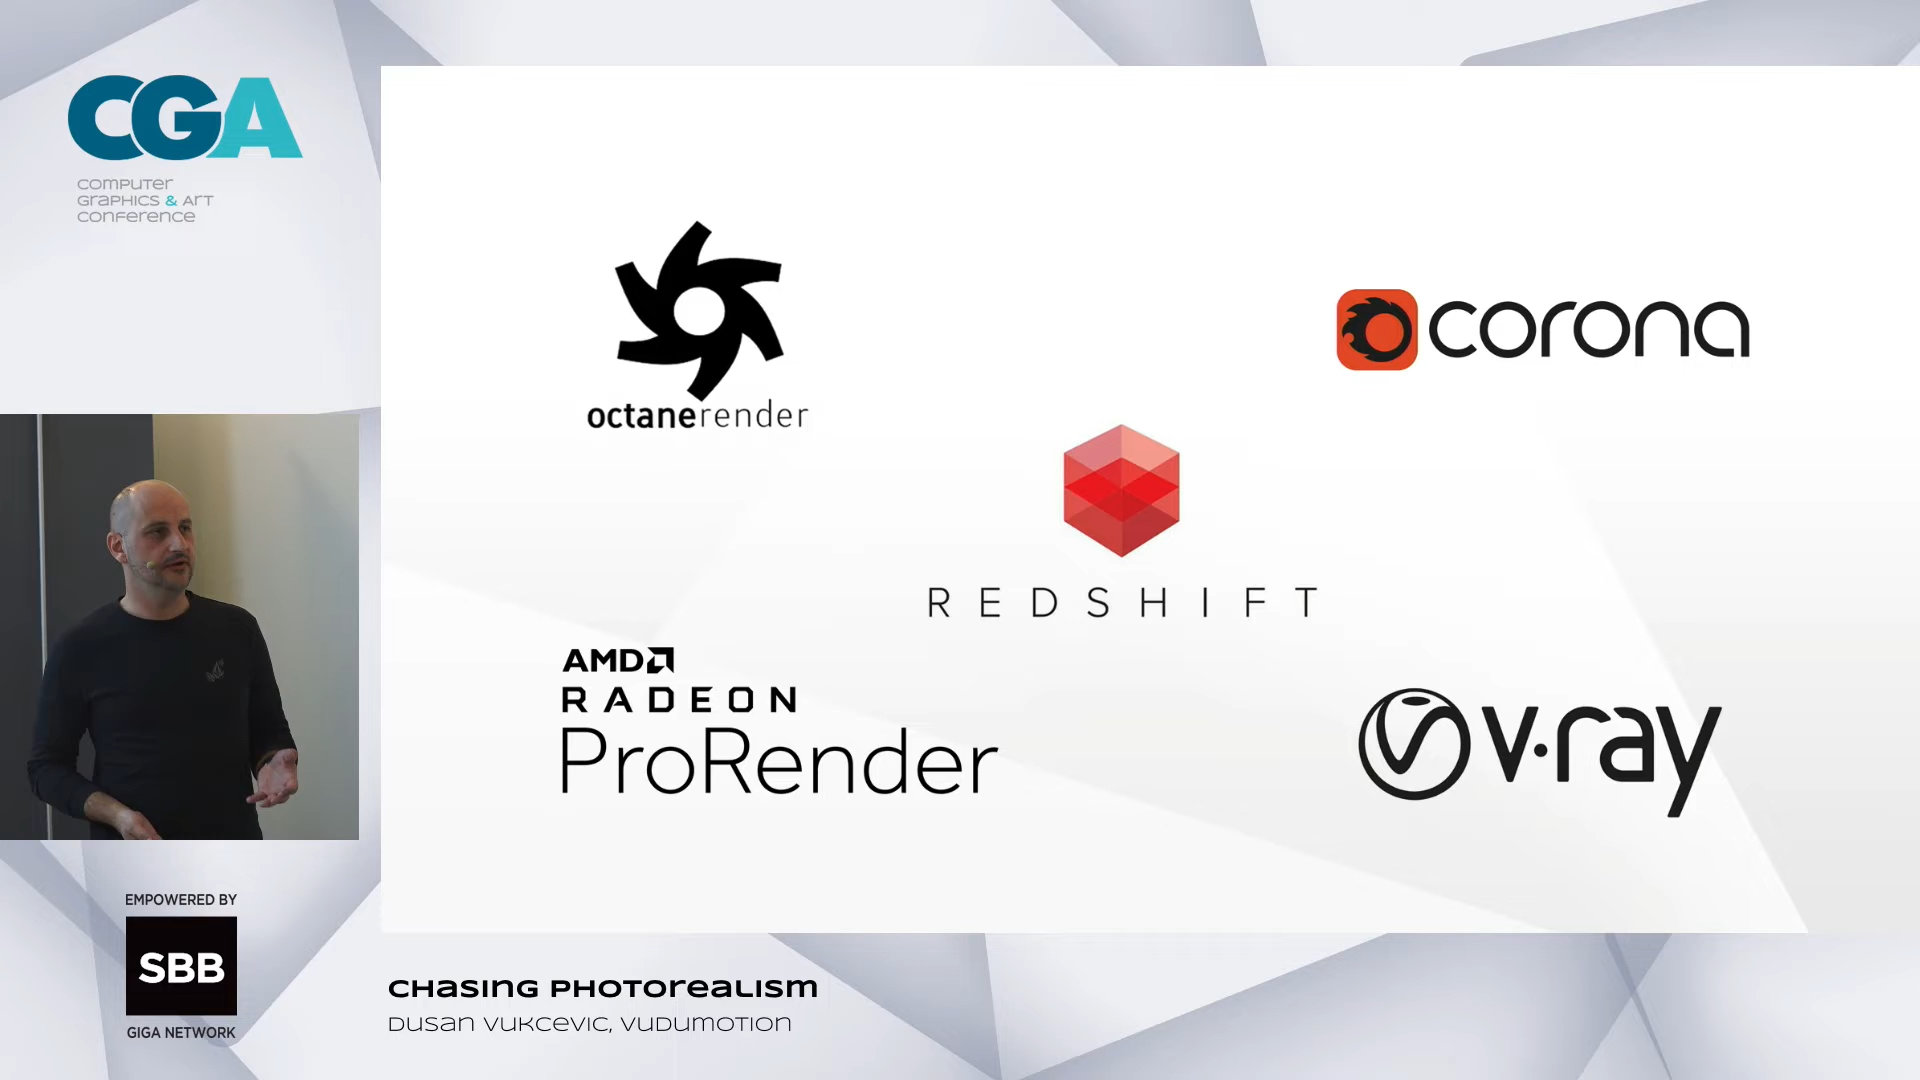 CGA
COMPUTER
GRAPHICS & ART
CONFERENCE
octanerender
corona
REDSHIFT
AMD
RADEON
ProRender
v.ray
EMPOWERED BY
SBB
GIGA NETWORK
CHASING PHOTOREALISM
DUSAN VUKCEVIC, VUDUMOTION